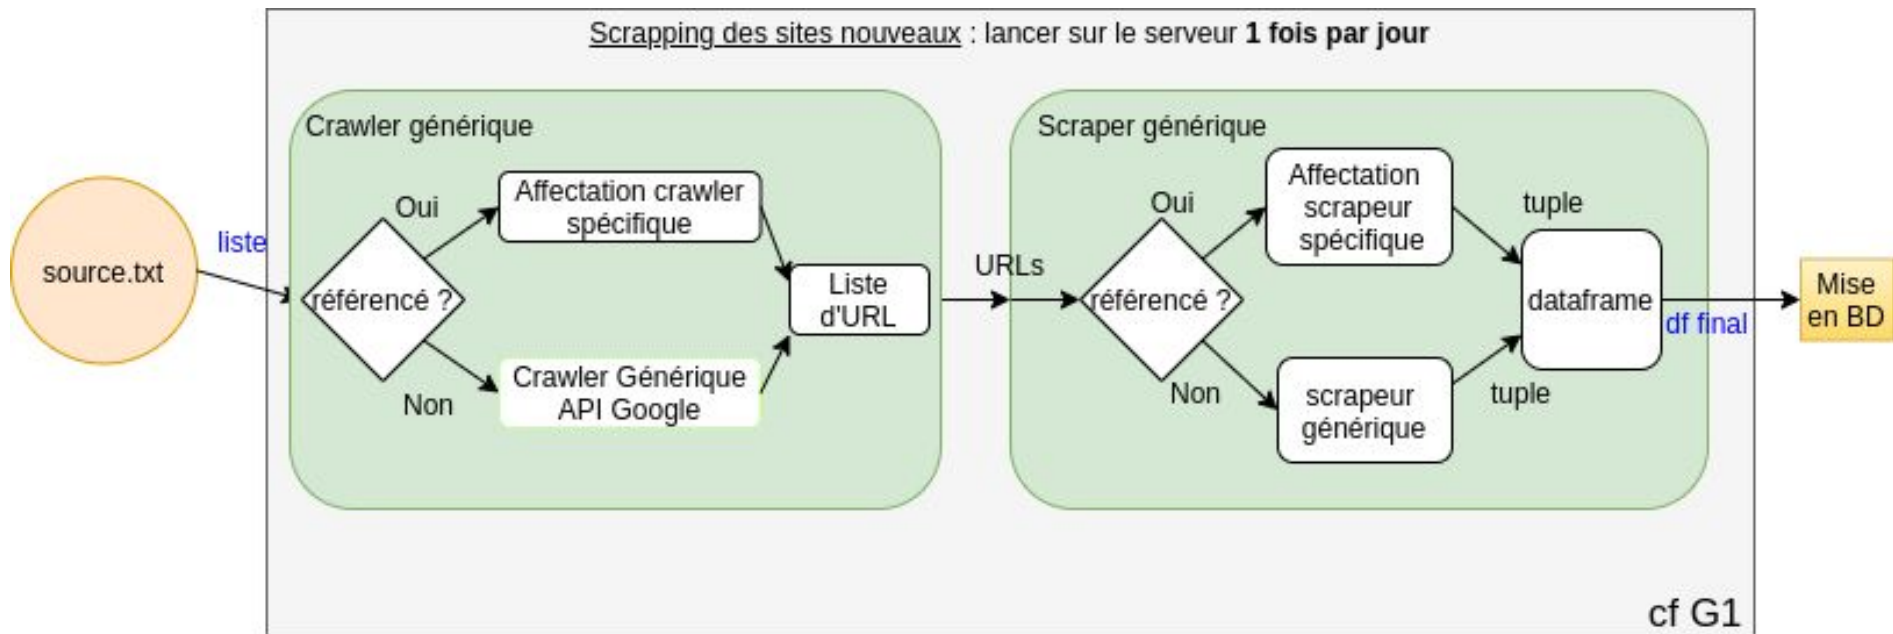 Scrapping des sites nouveaux : lancer sur le serveur 1 fois par jour
source.txt
liste
Crawler générique
référencé ?
Oui
Affectation crawler
spécifique
Non
Crawler Générique
API Google
Liste
d'URL
URLs
Scraper générique
référencé ?
Oui
Affectation
scrapeur
spécifique
tuple
Non
scrapeur
générique
tuple
dataframe
df final
Mise
en BD
cf G1